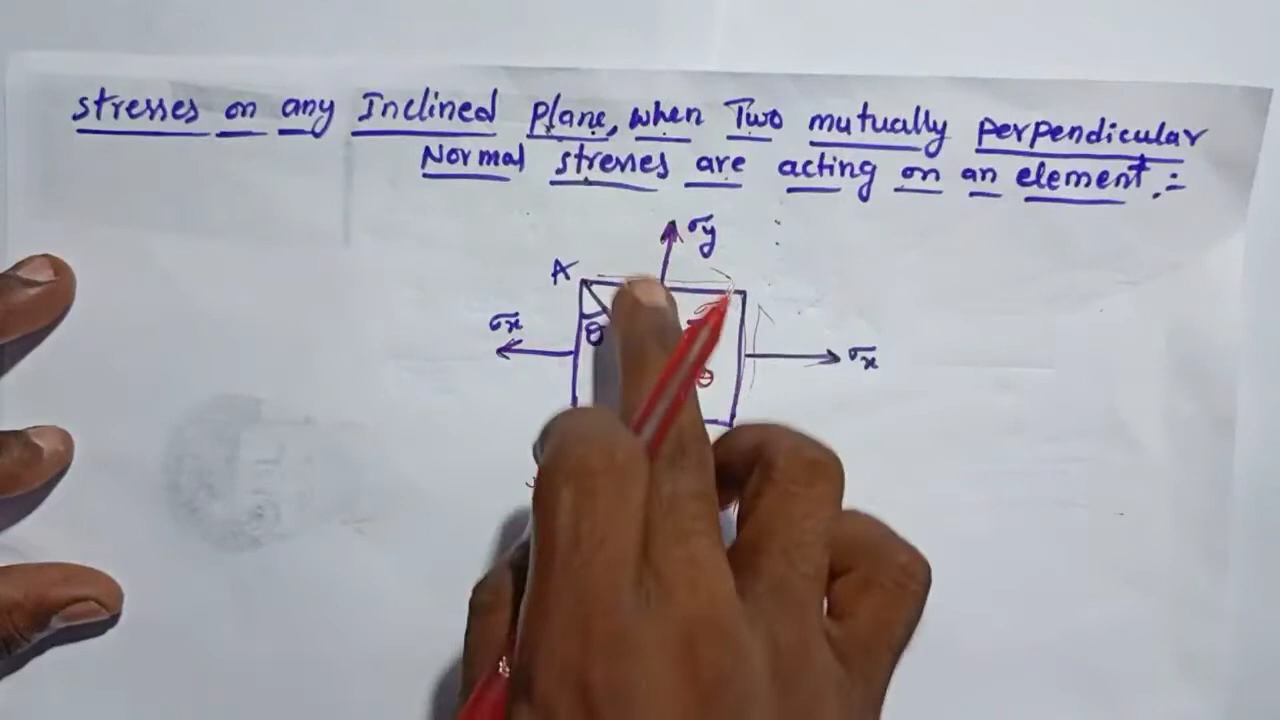 stresses on any Inclined plane, when Two mutually perpendicular
Normal stresses are acting on an element :-
σy
A
σx
θ
σx
θ